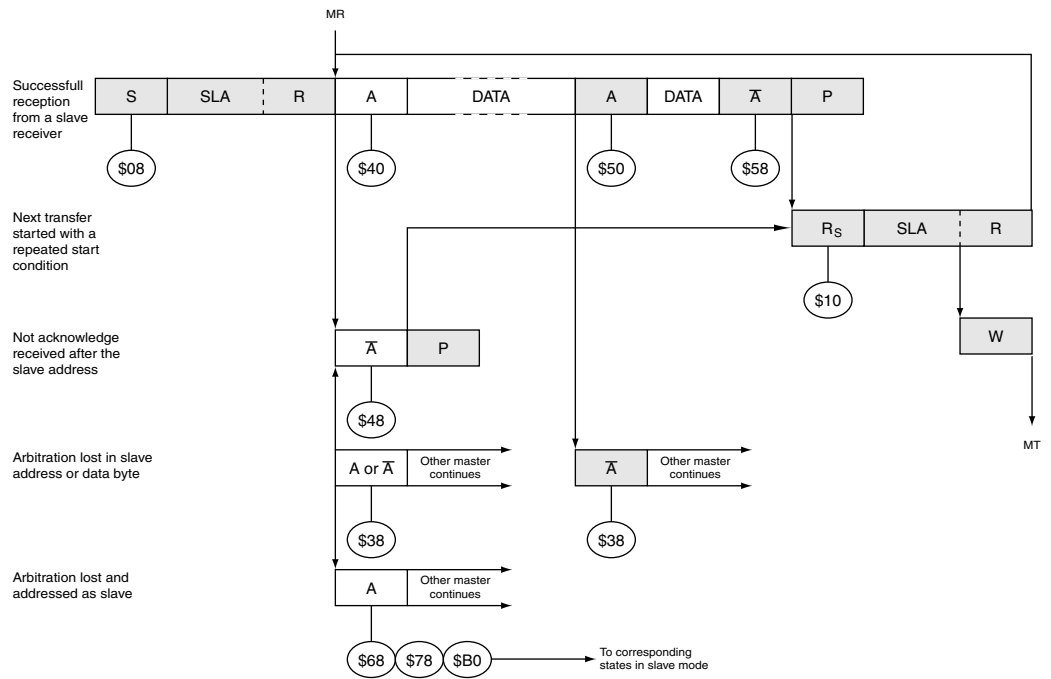 MR
Successfull
reception
from a slave
receiver
S SLA R A DATA A DATA A̅ P
$08 $40 $50 $58
Next transfer
started with a
repeated start
condition
RS SLA R
$10
Not acknowledge
received after the
slave address
A̅ P
W
$48
MT
Arbitration lost in slave
address or data byte
A or A̅
Other master
continues
A̅
Other master
continues
$38 $38
Arbitration lost and
addressed as slave
A
Other master
continues
$68 $78 $B0
To corresponding
states in slave mode